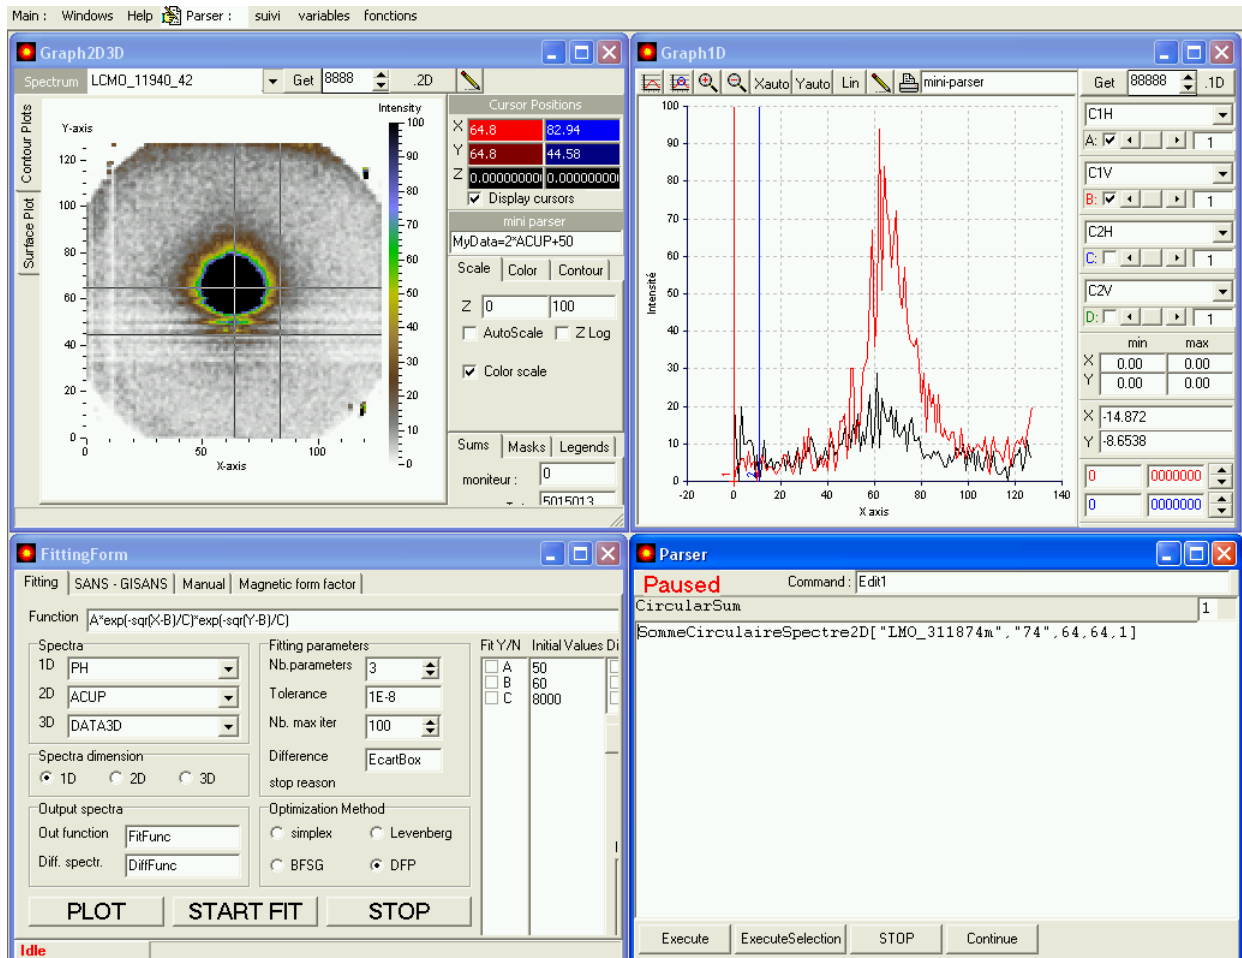 Main : Windows Help Parser : suivi variables fonctions
Graph2D3D
Spectrum LCMO_11940_42 Get 8888 .2D
Contour Plots
Surface Plot
Y-axis
Intensity
120
100
80
60
40
20
0
0 50 100
X-axis
100
90
80
70
60
50
40
30
20
10
0
Cursor Positions
X 64.8 82.94
Y 64.8 44.58
Z 0.00000000 0.00000000
Display cursors
mini parser
MyData=2*ACUP+50
Scale Color Contour
Z 0 100
AutoScale Z Log
Color scale
Sums Masks Legends
moniteur : 0
5015013
Graph1D
Xauto Yauto Lin mini-parser Get 88888 .1D
Intensité
100
90
80
70
60
50
40
30
20
10
0
-20 0 20 40 60 80 100 120 140
X axis
C1H
A: 1
C1V
B: 1
C2H
C: 1
C2V
D: 1
min max
X 0.00 0.00
Y 0.00 0.00
X -14.872
Y -8.6538
0 0000000
0 0000000
FittingForm
Fitting SANS - GISANS Manual Magnetic form factor
Function A*exp(-sqr(X-B)/C)*exp(-sqr(Y-B)/C)
Spectra
1D PH
2D ACUP
3D DATA3D
Spectra dimension
1D 2D 3D
Output spectra
Out function FitFunc
Diff. spectr. DiffFunc
Fitting parameters
Nb.parameters 3
Tolerance 1E-8
Nb. max iter 100
Difference EcartBox
stop reason
Optimization Method
simplex Levenberg
BFSG DFP
Fit Y/N Initial Values Di
A 50
B 60
C 8000
PLOT START FIT STOP
Idle
Parser
Paused Command : Edit1
CircularSum 1
SommeCirculaireSpectre2D["LMO_311874m","74",64,64,1]
Execute ExecuteSelection STOP Continue